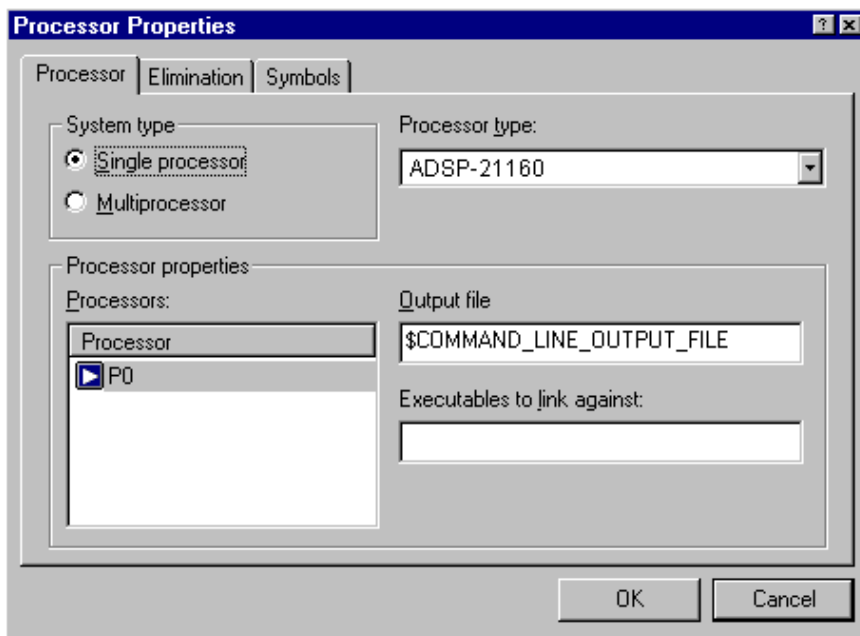 Processor Properties
Processor
Elimination
Symbols
System type
Single processor
Multiprocessor
Processor type:
ADSP-21160
Processor properties
Processors:
Processor
P0
Output file
$COMMAND_LINE_OUTPUT_FILE
Executables to link against:
OK
Cancel